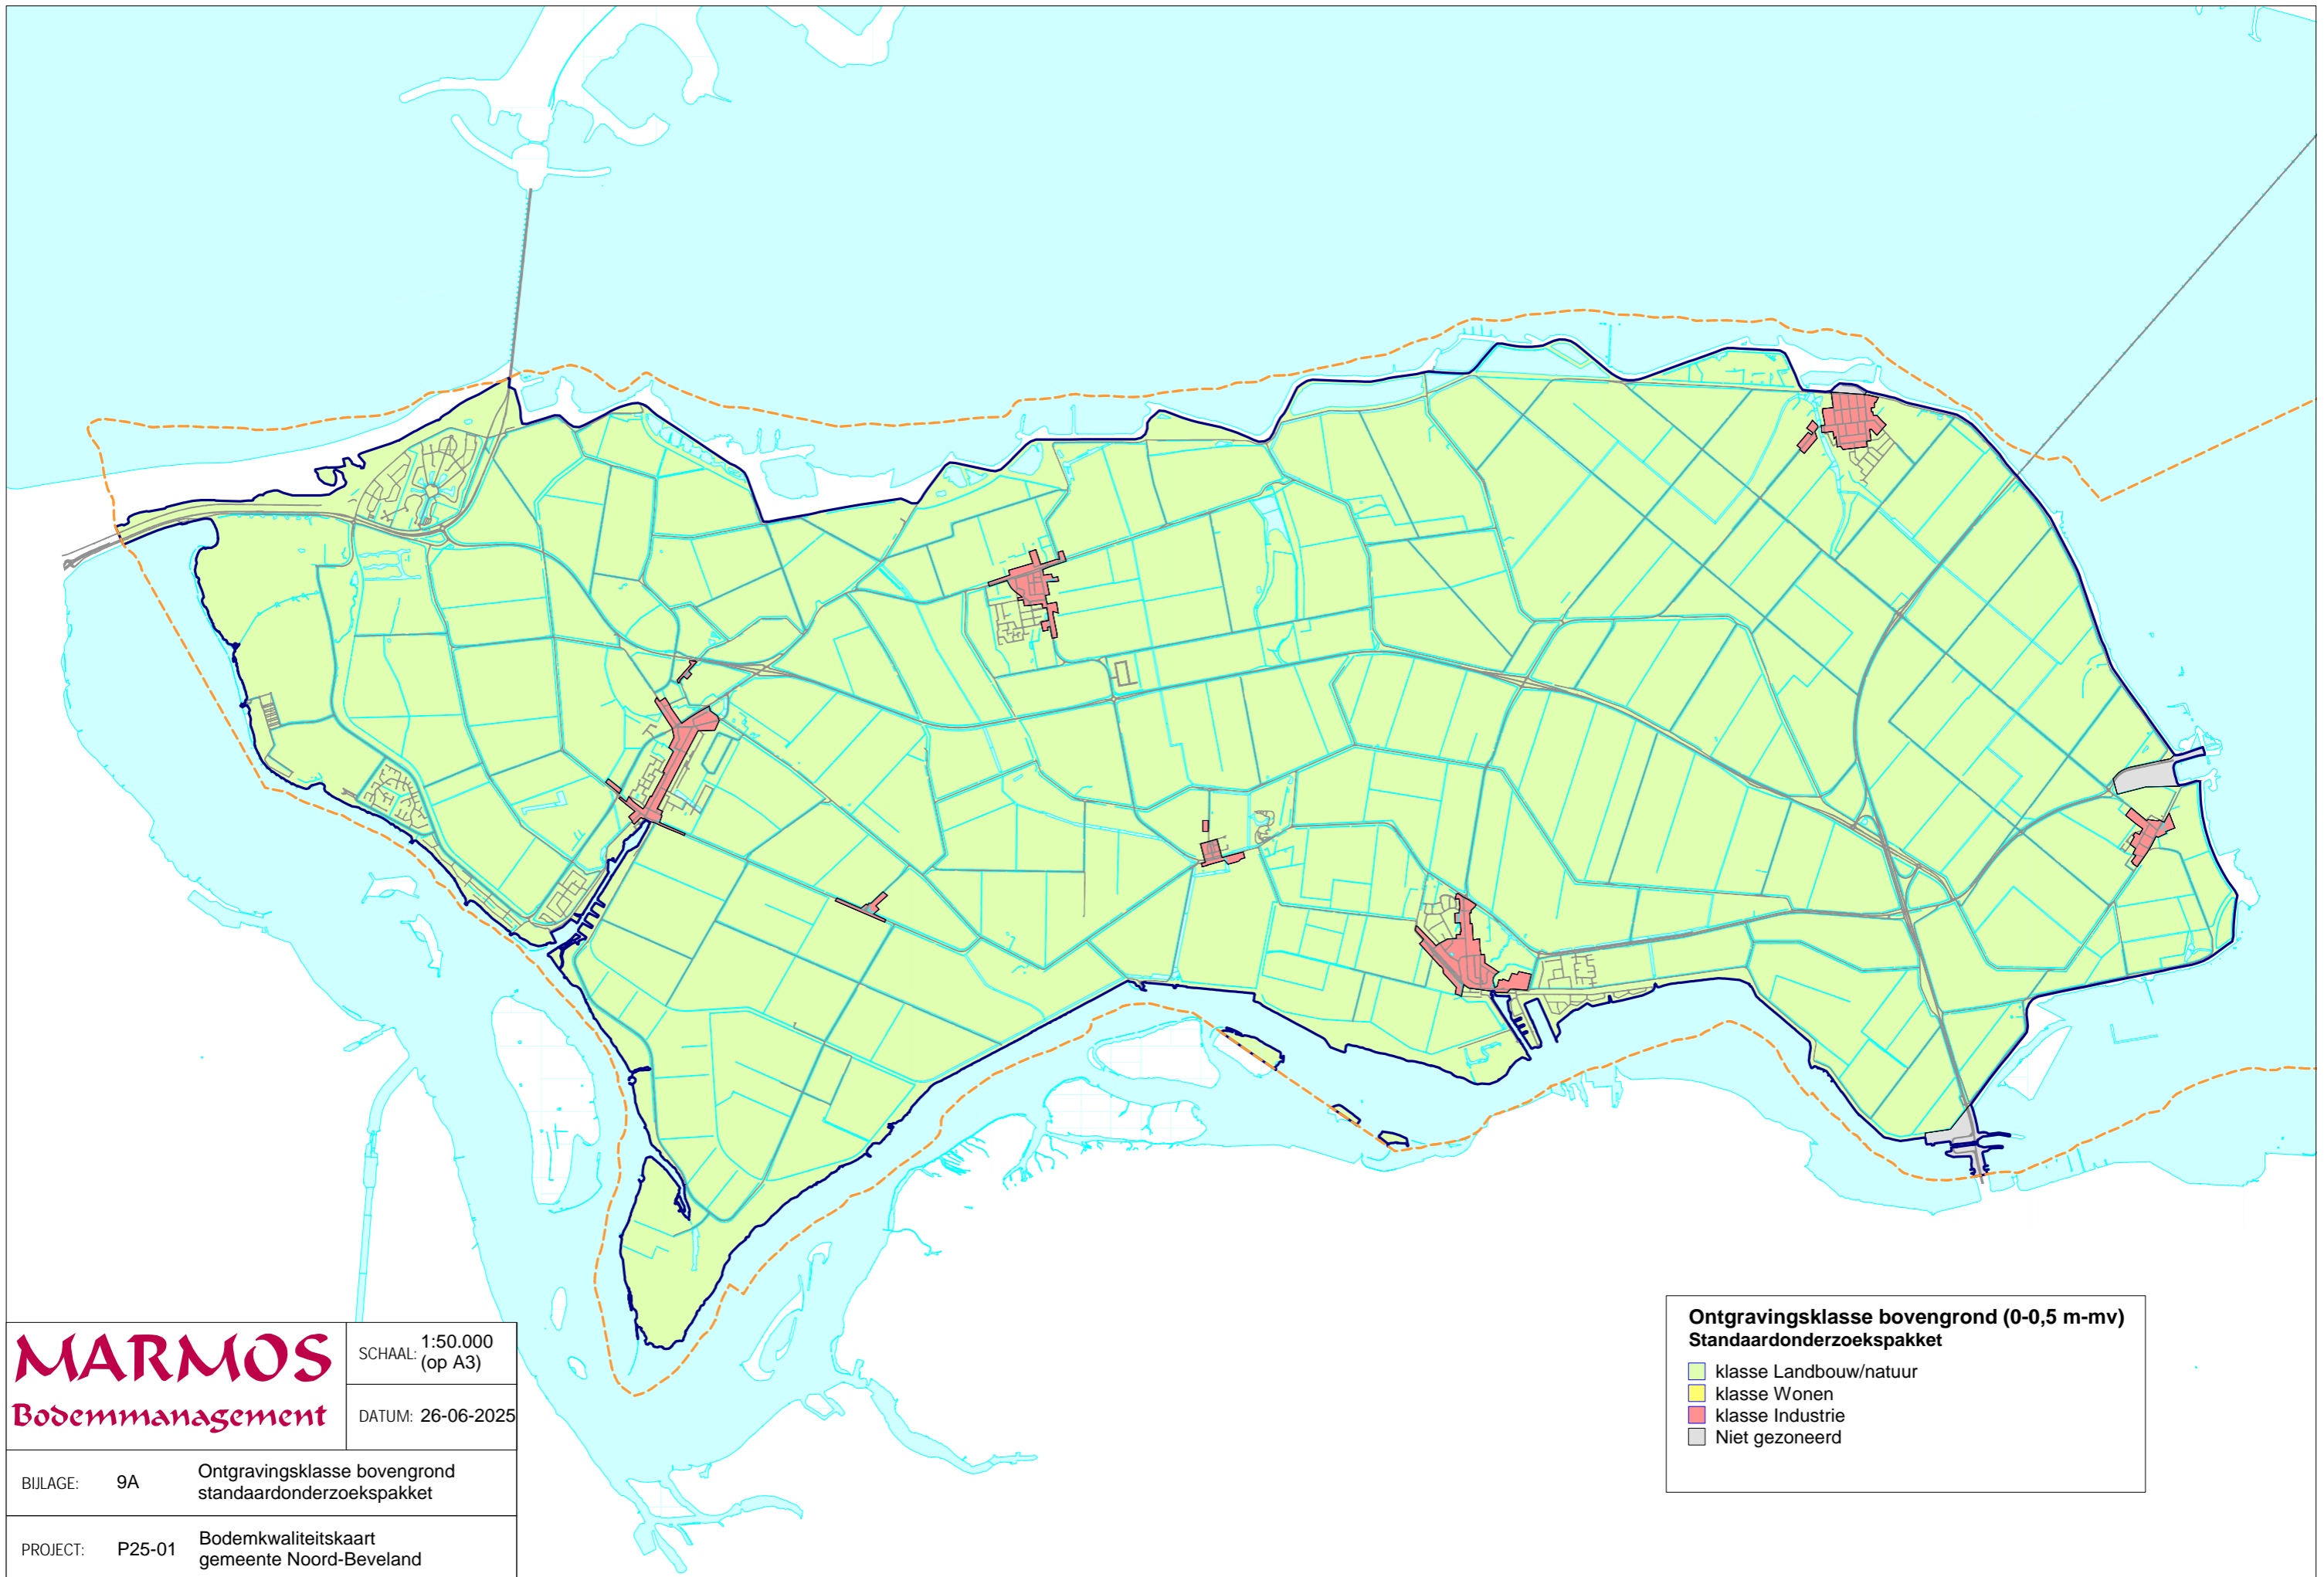 Ontgravingsklasse bovengrond (0-0,5 m-mv)
Standaardonderzoekspakket
klasse Landbouw/natuur
klasse Wonen
klasse Industrie
Niet gezoneerd
MARMOS
Bodemmanagement
SCHAAL: 1:50.000
(op A3)
DATUM: 26-06-2025
BIJLAGE: 9A Ontgravingsklasse bovengrond
standaardonderzoekspakket
PROJECT: P25-01 Bodemkwaliteitskaart
gemeente Noord-Beveland